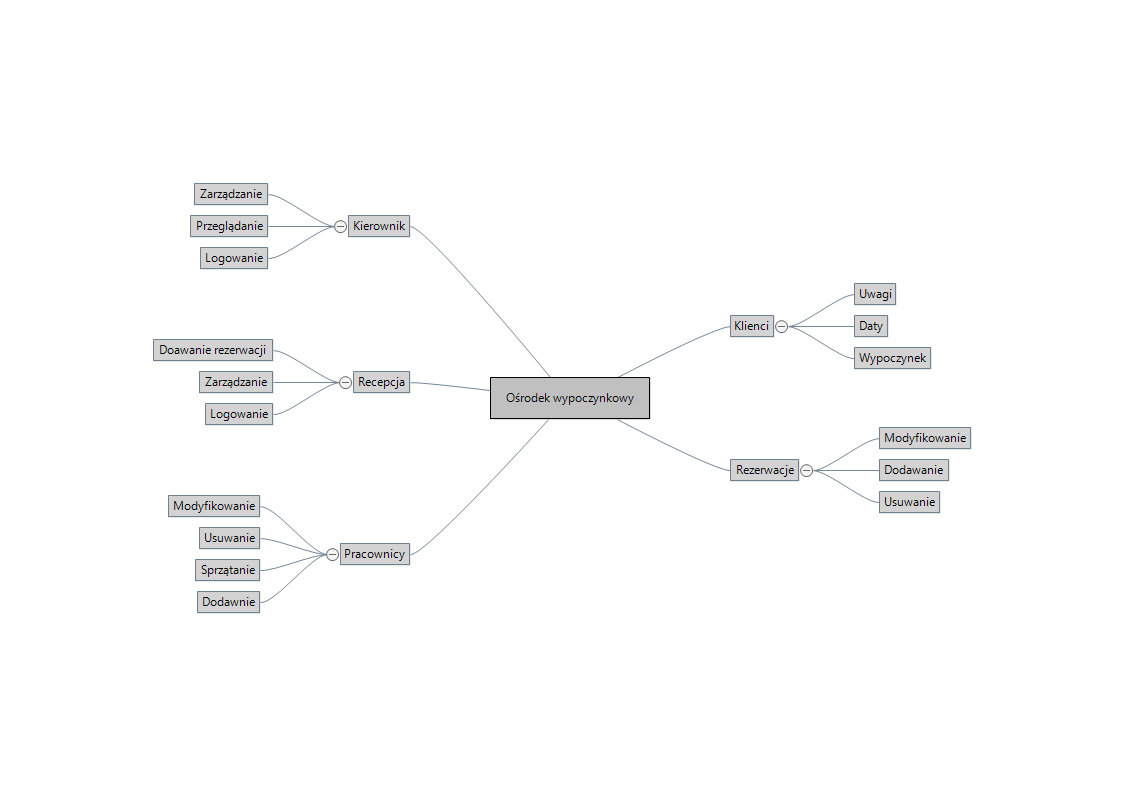 Zarządzanie
Przeglądanie
Kierownik
Logowanie
Doawanie rezerwacji
Zarządzanie
Recepcja
Logowanie
Modyfikowanie
Usuwanie
Pracownicy
Sprzątanie
Dodawnie
Ośrodek wypoczynkowy
Uwagi
Klienci
Daty
Wypoczynek
Modyfikowanie
Rezerwacje
Dodawanie
Usuwanie